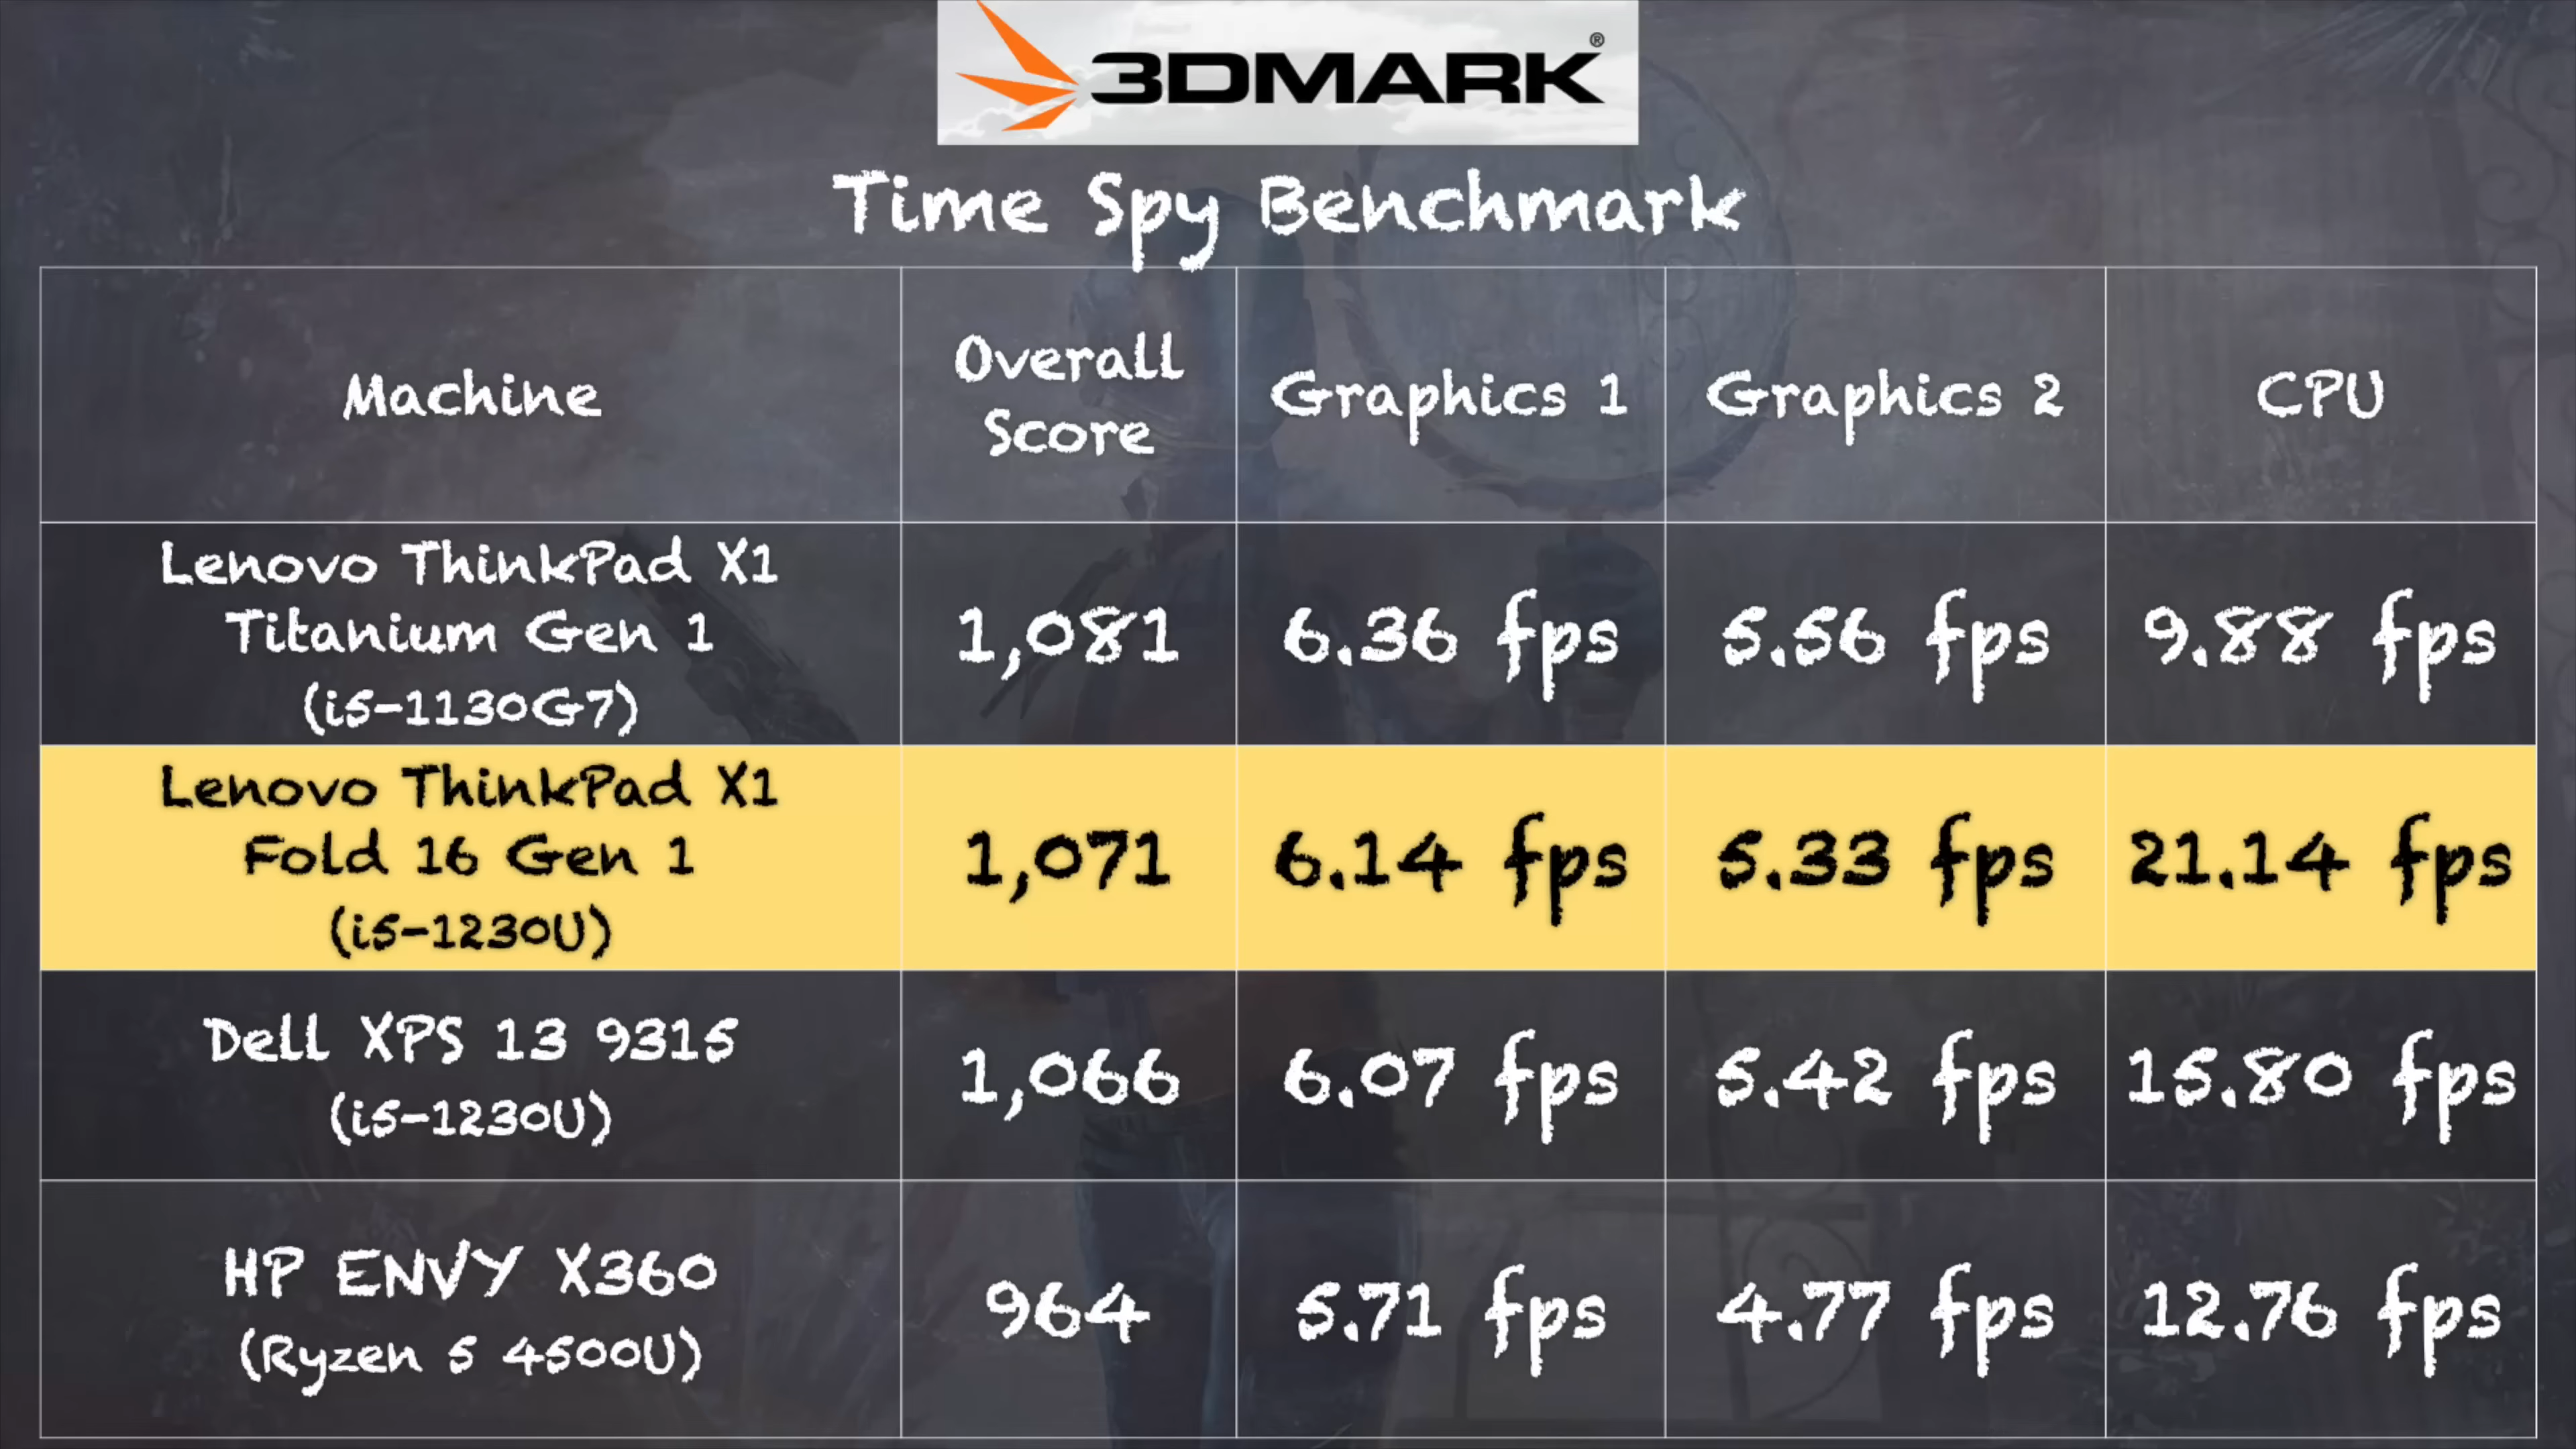 3DMARK®
Time Spy Benchmark
Machine
Overall
Score
Graphics 1
Graphics 2
CPU
Lenovo ThinkPad X1
Titanium Gen 1
(i5-1130G7)
1,081
6.36 fps
5.56 fps
9.88 fps
Lenovo ThinkPad X1
Fold 16 Gen 1
(i5-1230U)
1,071
6.14 fps
5.33 fps
21.14 fps
Dell XPS 13 9315
(i5-1230U)
1,066
6.07 fps
5.42 fps
15.80 fps
HP ENVY X360
(Ryzen 5 4500U)
964
5.71 fps
4.77 fps
12.76 fps